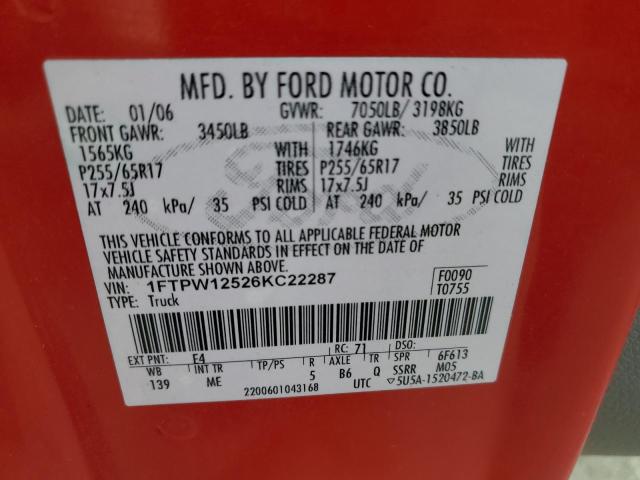 MFD. BY FORD MOTOR CO.
DATE: 01/06 GVWR: 7050LB/ 3198KG
FRONT GAWR: 3450LB REAR GAWR: 3850LB
1565KG WITH 1746KG WITH
P255/65R17 TIRES P255/65R17 TIRES
17x7.5J RIMS 17x7.5J RIMS
AT 240 kPa/ 35 PSI COLD AT 240 kPa/ 35 PSI COLD
THIS VEHICLE CONFORMS TO ALL APPLICABLE FEDERAL MOTOR
VEHICLE SAFETY STANDARDS IN EFFECT ON THE DATE OF
MANUFACTURE SHOWN ABOVE.
VIN: 1FTPW12526KC22287 F0090
TYPE: Truck T0755
EXT PNT: E4 RC: 71 DSO:
WB INT TR TP/PS R AXLE TR SPR 6F613
139 ME 5 B6 Q SSRR M05
2200601043168 UTC ▽5U5A-1520472-BA